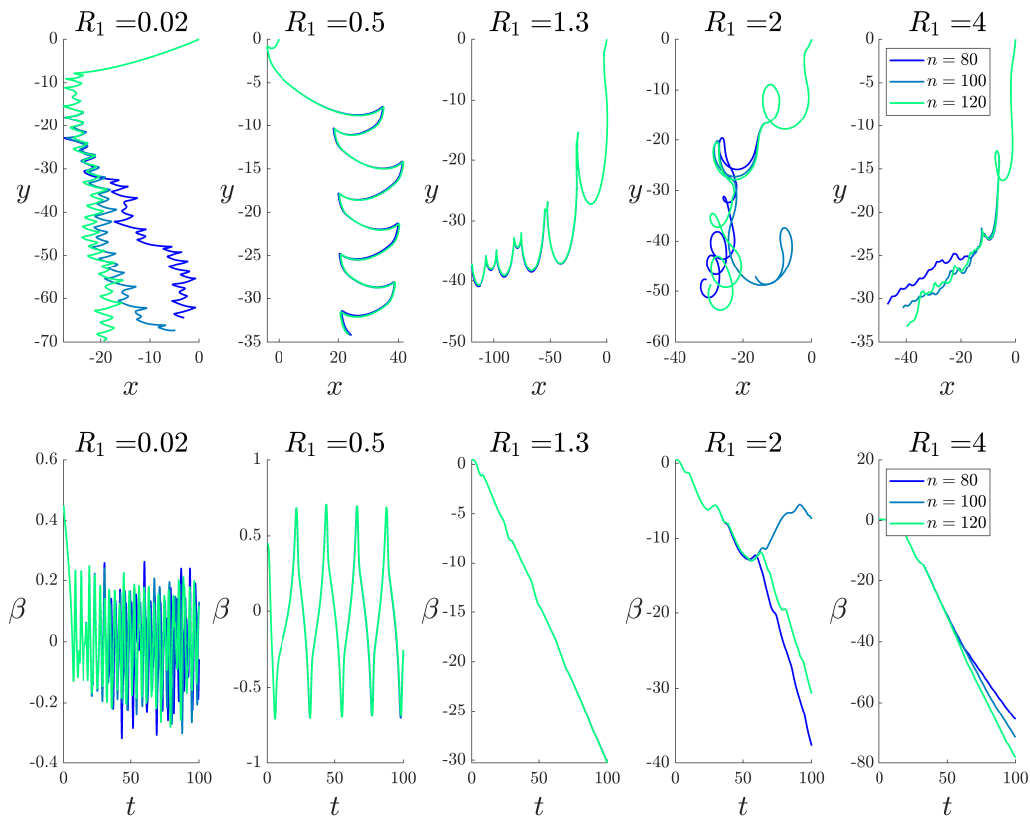 R₁ =0.02 R₁ =0.5 R₁ =1.3 R₁ =2 R₁ =4
0 0 0 0 0
n = 80
n = 100
n = 120
-10 -5 -10 -10 -5
-20 -10 -20 -20 -10
-30 -15 -30 -30 -15
-40 -20 -40 -40 -20
-50 -25 -50 -50 -25
-60 -30 -60 -30
-70 -35 -35
y y y y y
-20 -10 0 0 20 40 -100 -50 0 -40 -20 0 -40 -20 0
x x x x x
R₁ =0.02 R₁ =0.5 R₁ =1.3 R₁ =2 R₁ =4
0.6 1 0 0 20
n = 80
n = 100
n = 120
0.4 0.5 -5 -10 0
0.2 0 -10 -20 -20
0 -0.5 -15 -30 -40
-0.2 -1 -20 -40 -60
-0.4 -25 -80
-30
β β β β β
0 50 100 0 50 100 0 50 100 0 50 100 0 50 100
t t t t t